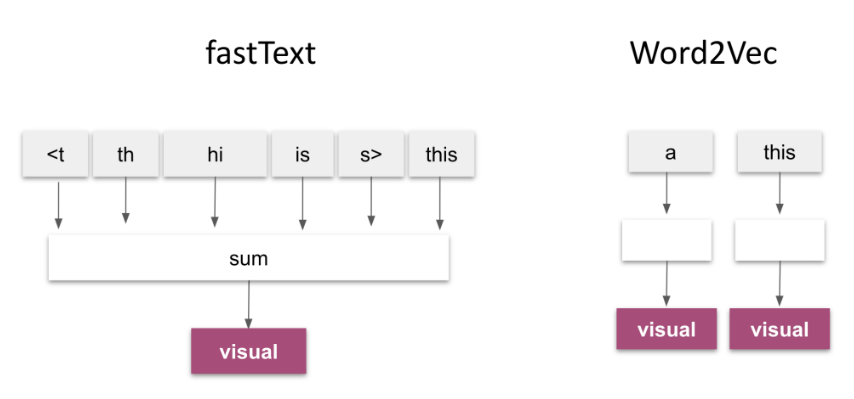 fastText
Word2Vec
<t th hi is s> this
a this
sum
visual
visual visual